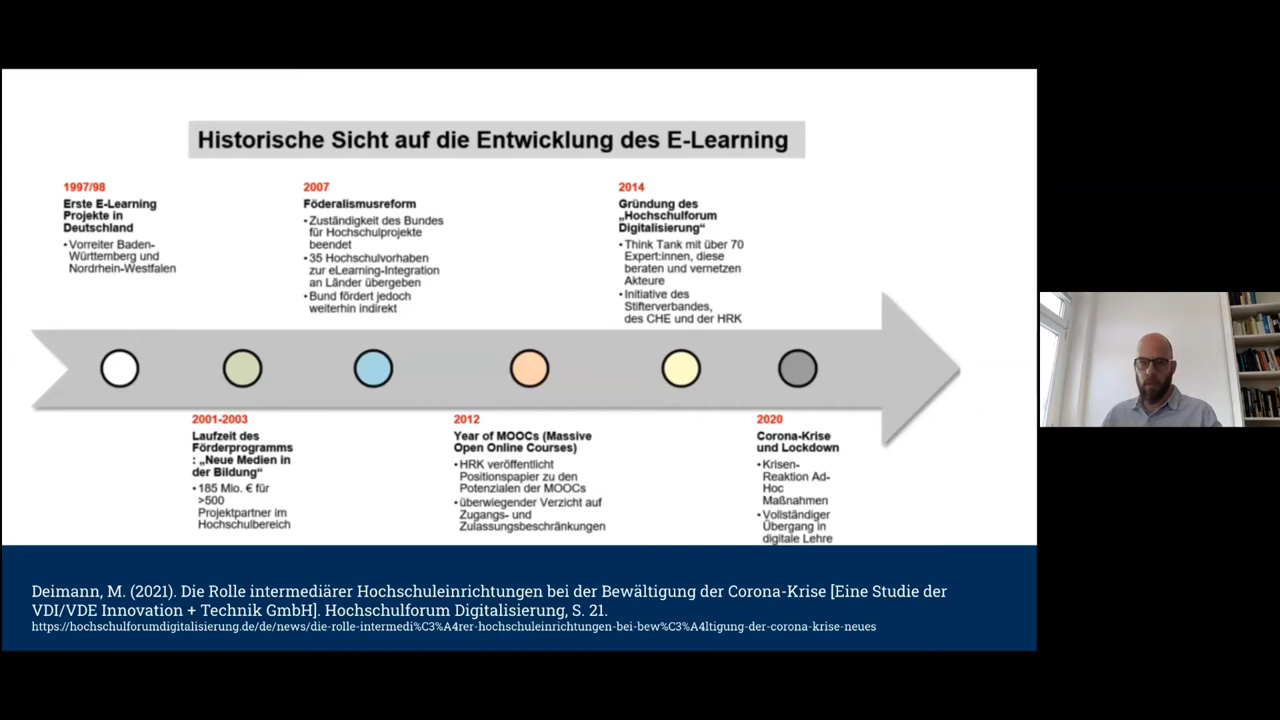 Historische Sicht auf die Entwicklung des E-Learning
1997/98
Erste E-Learning
Projekte in
Deutschland
• Vorreiter Baden-
Württemberg und
Nordrhein-Westfalen
2007
Föderalismusreform
• Zuständigkeit des Bundes
für Hochschulprojekte
beendet
• 35 Hochschulvorhaben
zur eLearning-Integration
an Länder übergeben
• Bund fördert jedoch
weiterhin indirekt
2014
Gründung des
„Hochschulforum
Digitalisierung“
• Think Tank mit über 70
Expert:innen, diese
beraten und vernetzen
Akteure
• Initiative des
Stifterverbandes,
des CHE und der HRK
2001-2003
Laufzeit des
Förderprogramms
: „Neue Medien in
der Bildung“
• 185 Mio. € für
>500
Projektpartner im
Hochschulbereich
2012
Year of MOOCs (Massive
Open Online Courses)
• HRK veröffentlicht
Positionspapier zu den
Potenzialen der MOOCs
• überwiegender Verzicht auf
Zugangs- und
Zulassungsbeschränkungen
2020
Corona-Krise
und Lockdown
• Krisen-
Reaktion Ad-
Hoc
Maßnahmen
• Vollständiger
Übergang in
digitale Lehre
Deimann, M. (2021). Die Rolle intermediärer Hochschuleinrichtungen bei der Bewältigung der Corona-Krise [Eine Studie der
VDI/VDE Innovation + Technik GmbH]. Hochschulforum Digitalisierung, S. 21.
https://hochschulforumdigitalisierung.de/de/news/die-rolle-intermedi%C3%A4rer-hochschuleinrichtungen-bei-bew%C3%A4ltigung-der-corona-krise-neues